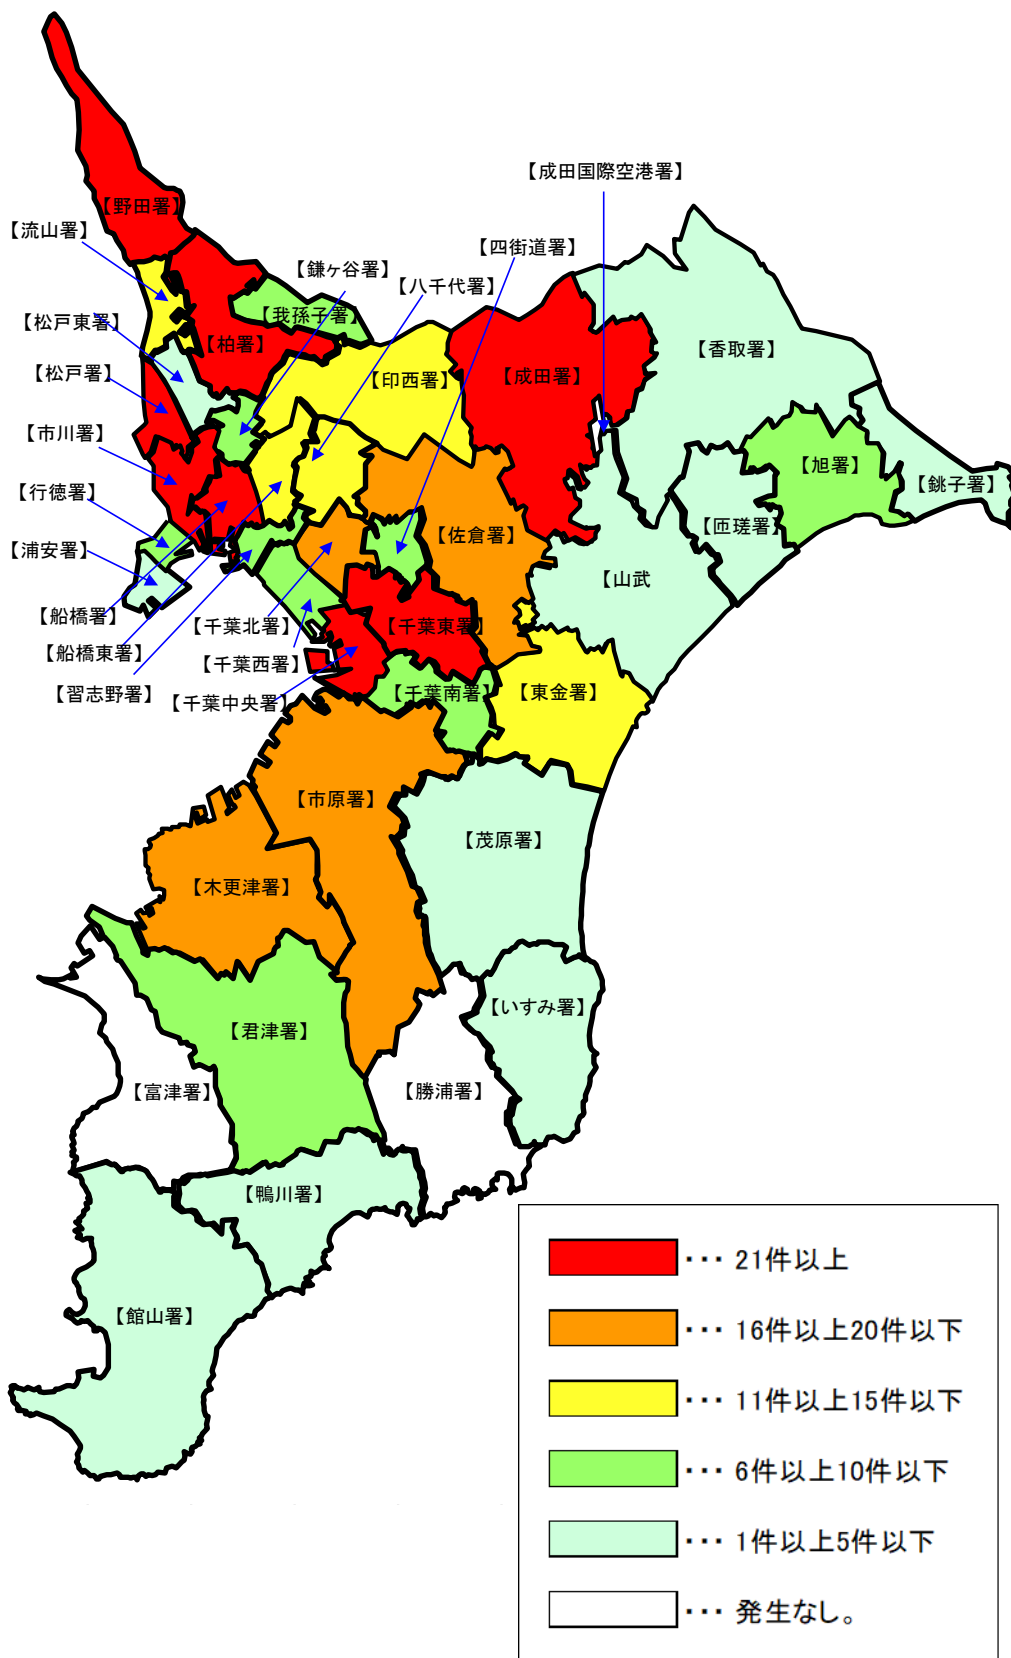 【成田国際空港署】
【野田署】
【流山署】
【四街道署】
【鎌ヶ谷署】
【八千代署】
【我孫子署】
【松戸東署】
【柏署】
【香取署】
【松戸署】
【印西署】
【成田署】
【市川署】
【旭署】
【行徳署】
【銚子署】
【佐倉署】
【匝瑳署】
【浦安署】
【山武
【船橋署】
【千葉北署】
【千葉東署】
【船橋東署】
【千葉西署】
【習志野署】
【千葉中央署】
【千葉南署】
【東金署】
【市原署】
【茂原署】
【木更津署】
【いすみ署】
【君津署】
【富津署】
【勝浦署】
【鴨川署】
【館山署】
・・・ 21件以上
・・・ 16件以上20件以下
・・・ 11件以上15件以下
・・・ 6件以上10件以下
・・・ 1件以上5件以下
・・・ 発生なし。